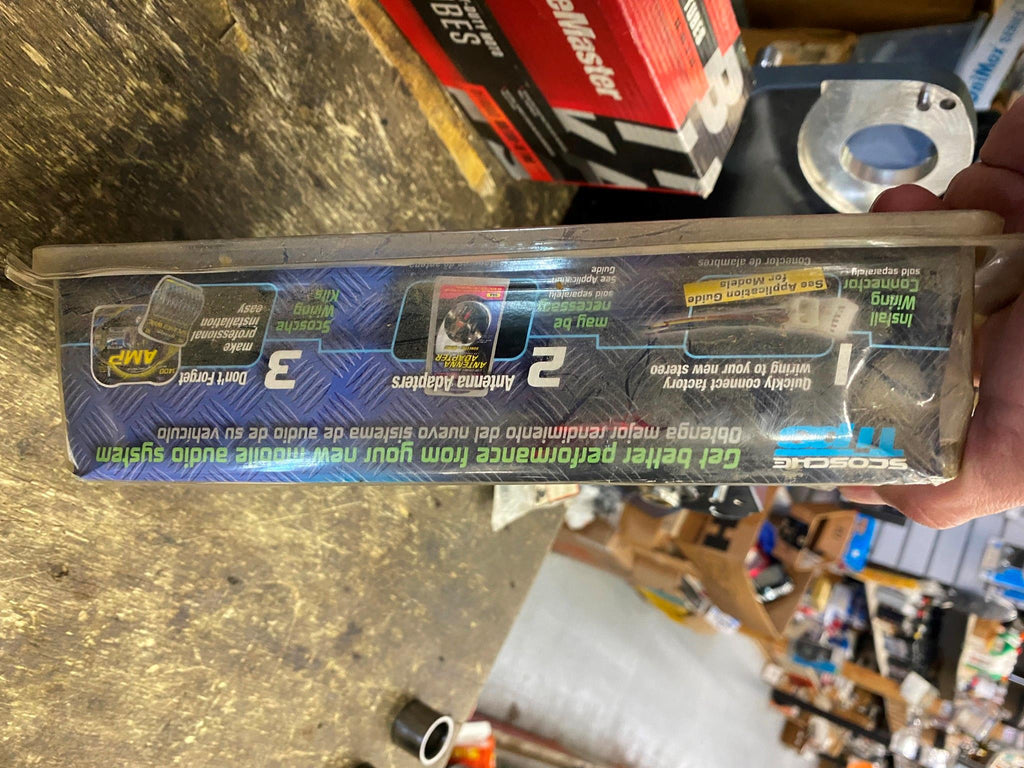 SCOSCHE
Get better performance from your new mobile audio system
Obtenga mejor rendimiento del nuevo sistema de audio de su vehiculo
1
Quickly connect factory
wiring to your new stereo
Install
Wiring
Connector
sold separately
Conector de alambres
See Application Guide
for Models
2
Antenna Adapters
may be
necessary
sold separately
See Application
Guide
ANTENNA
ADAPTER
3
Don't Forget
make
professional
installation
easy
Scosche
Wiring
Kits
AMP
eMaster
BES